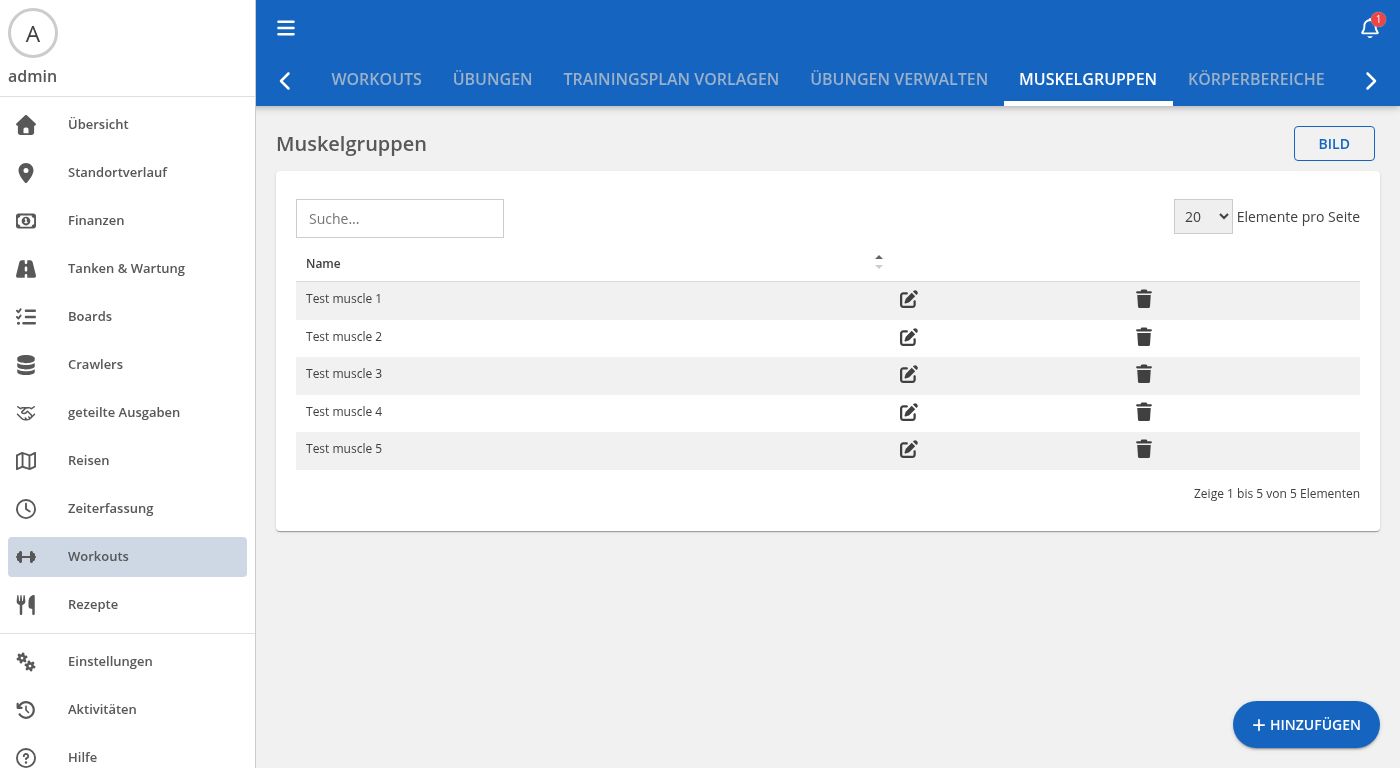 A
admin
Übersicht
Standortverlauf
Finanzen
Tanken & Wartung
Boards
Crawlers
geteilte Ausgaben
Reisen
Zeiterfassung
Workouts
Rezepte
Einstellungen
Aktivitäten
Hilfe
1
WORKOUTS ÜBUNGEN TRAININGSPLAN VORLAGEN ÜBUNGEN VERWALTEN MUSKELGRUPPEN KÖRPERBEREICHE
Muskelgruppen BILD
Suche... 20 Elemente pro Seite
Name
Test muscle 1
Test muscle 2
Test muscle 3
Test muscle 4
Test muscle 5
Zeige 1 bis 5 von 5 Elementen
HINZUFÜGEN